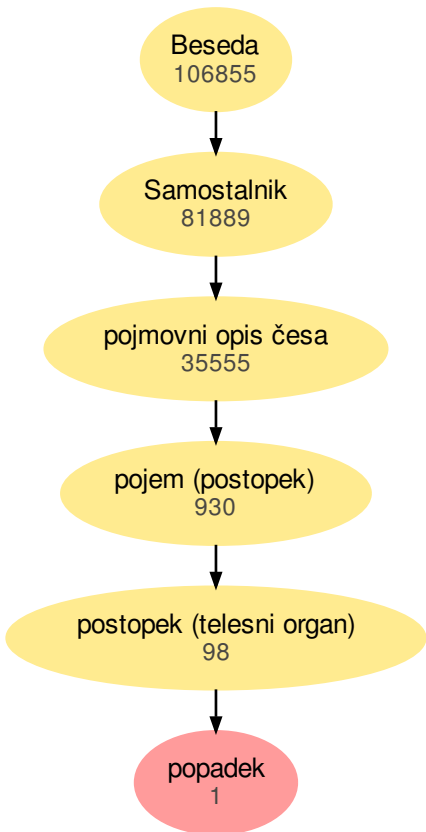 Beseda
106855
Samostalnik
81889
pojmovni opis česa
35555
pojem (postopek)
930
postopek (telesni organ)
98
popadek
1